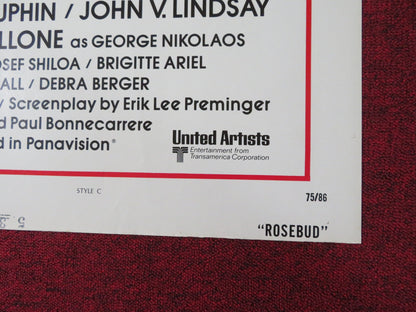 UPHIN / JOHN V. LINDSAY
LLONE as GEORGE NIKOLAOS
OSEF SHILOA / BRIGITTE ARIEL
ALL / DEBRA BERGER
/ Screenplay by Erik Lee Preminger
d Paul Bonnecarrere
d in Panavision®
United Artists
Entertainment from
Transamerica Corporation
STYLE C
75/86
"ROSEBUD"